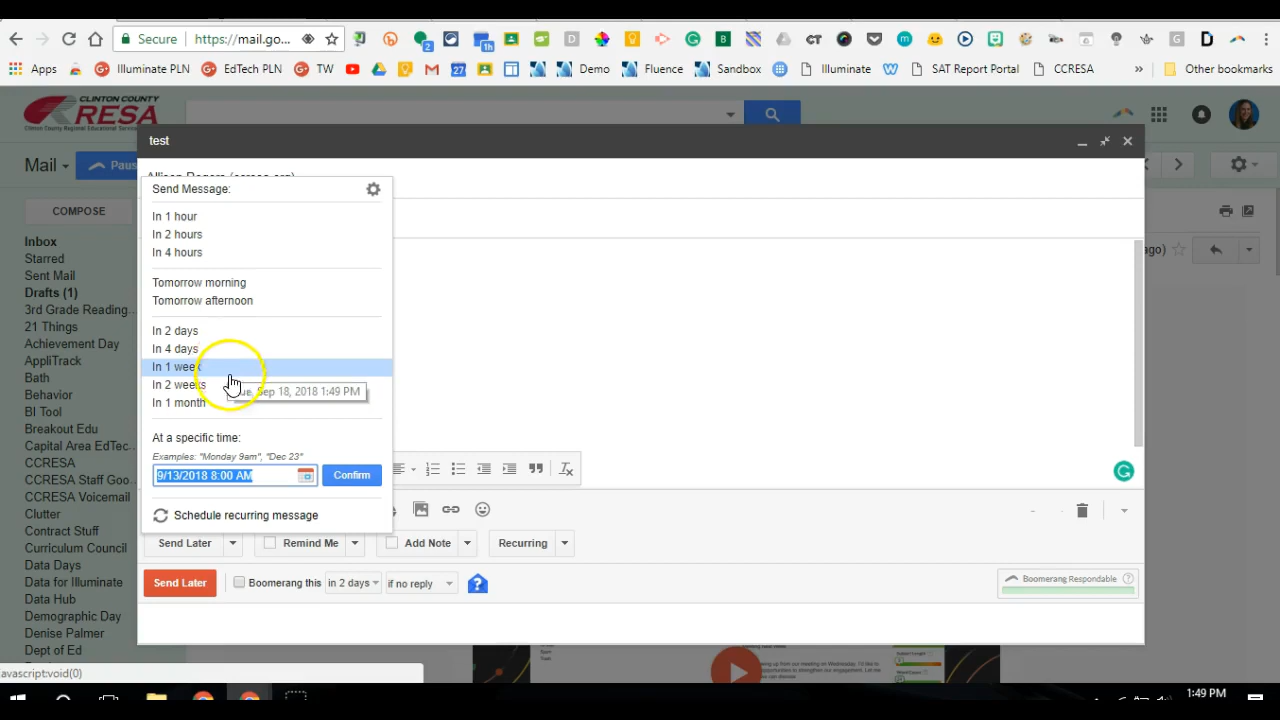 Secure
https://mail.go...
2
1h
27
Apps
Illuminate PLN
EdTech PLN
TW
Demo
Fluence
Sandbox
Illuminate
SAT Report Portal
CCRESA
»
Other bookmarks
CLINTON COUNTY
RESA
Mail
Paus
COMPOSE
Inbox
Starred
Sent Mail
Drafts (1)
3rd Grade Reading...
21 Things
Achievement Day
AppliTrack
Bath
Behavior
BI Tool
Breakout Edu
Capital Area EdTec...
CCRESA
CCRESA Staff Goo...
CCRESA Voicemail
Clutter
Contract Stuff
Curriculum Council
Data Days
Data for Illuminate
Data Hub
Demographic Day
Denise Palmer
Dept of Ed
test
Send Message:
In 1 hour
In 2 hours
In 4 hours
Tomorrow morning
Tomorrow afternoon
In 2 days
In 4 days
In 1 week
In 2 weeks
Sep 18, 2018 1:49 PM
In 1 month
At a specific time:
Examples: "Monday 9am", "Dec 23"
9/13/2018 8:00 AM
Confirm
Schedule recurring message
Send Later
Remind Me
Add Note
Recurring
Send Later
Boomerang this
in 2 days
if no reply
Boomerang Respondable
ago)
javascript:void(0)
1:49 PM